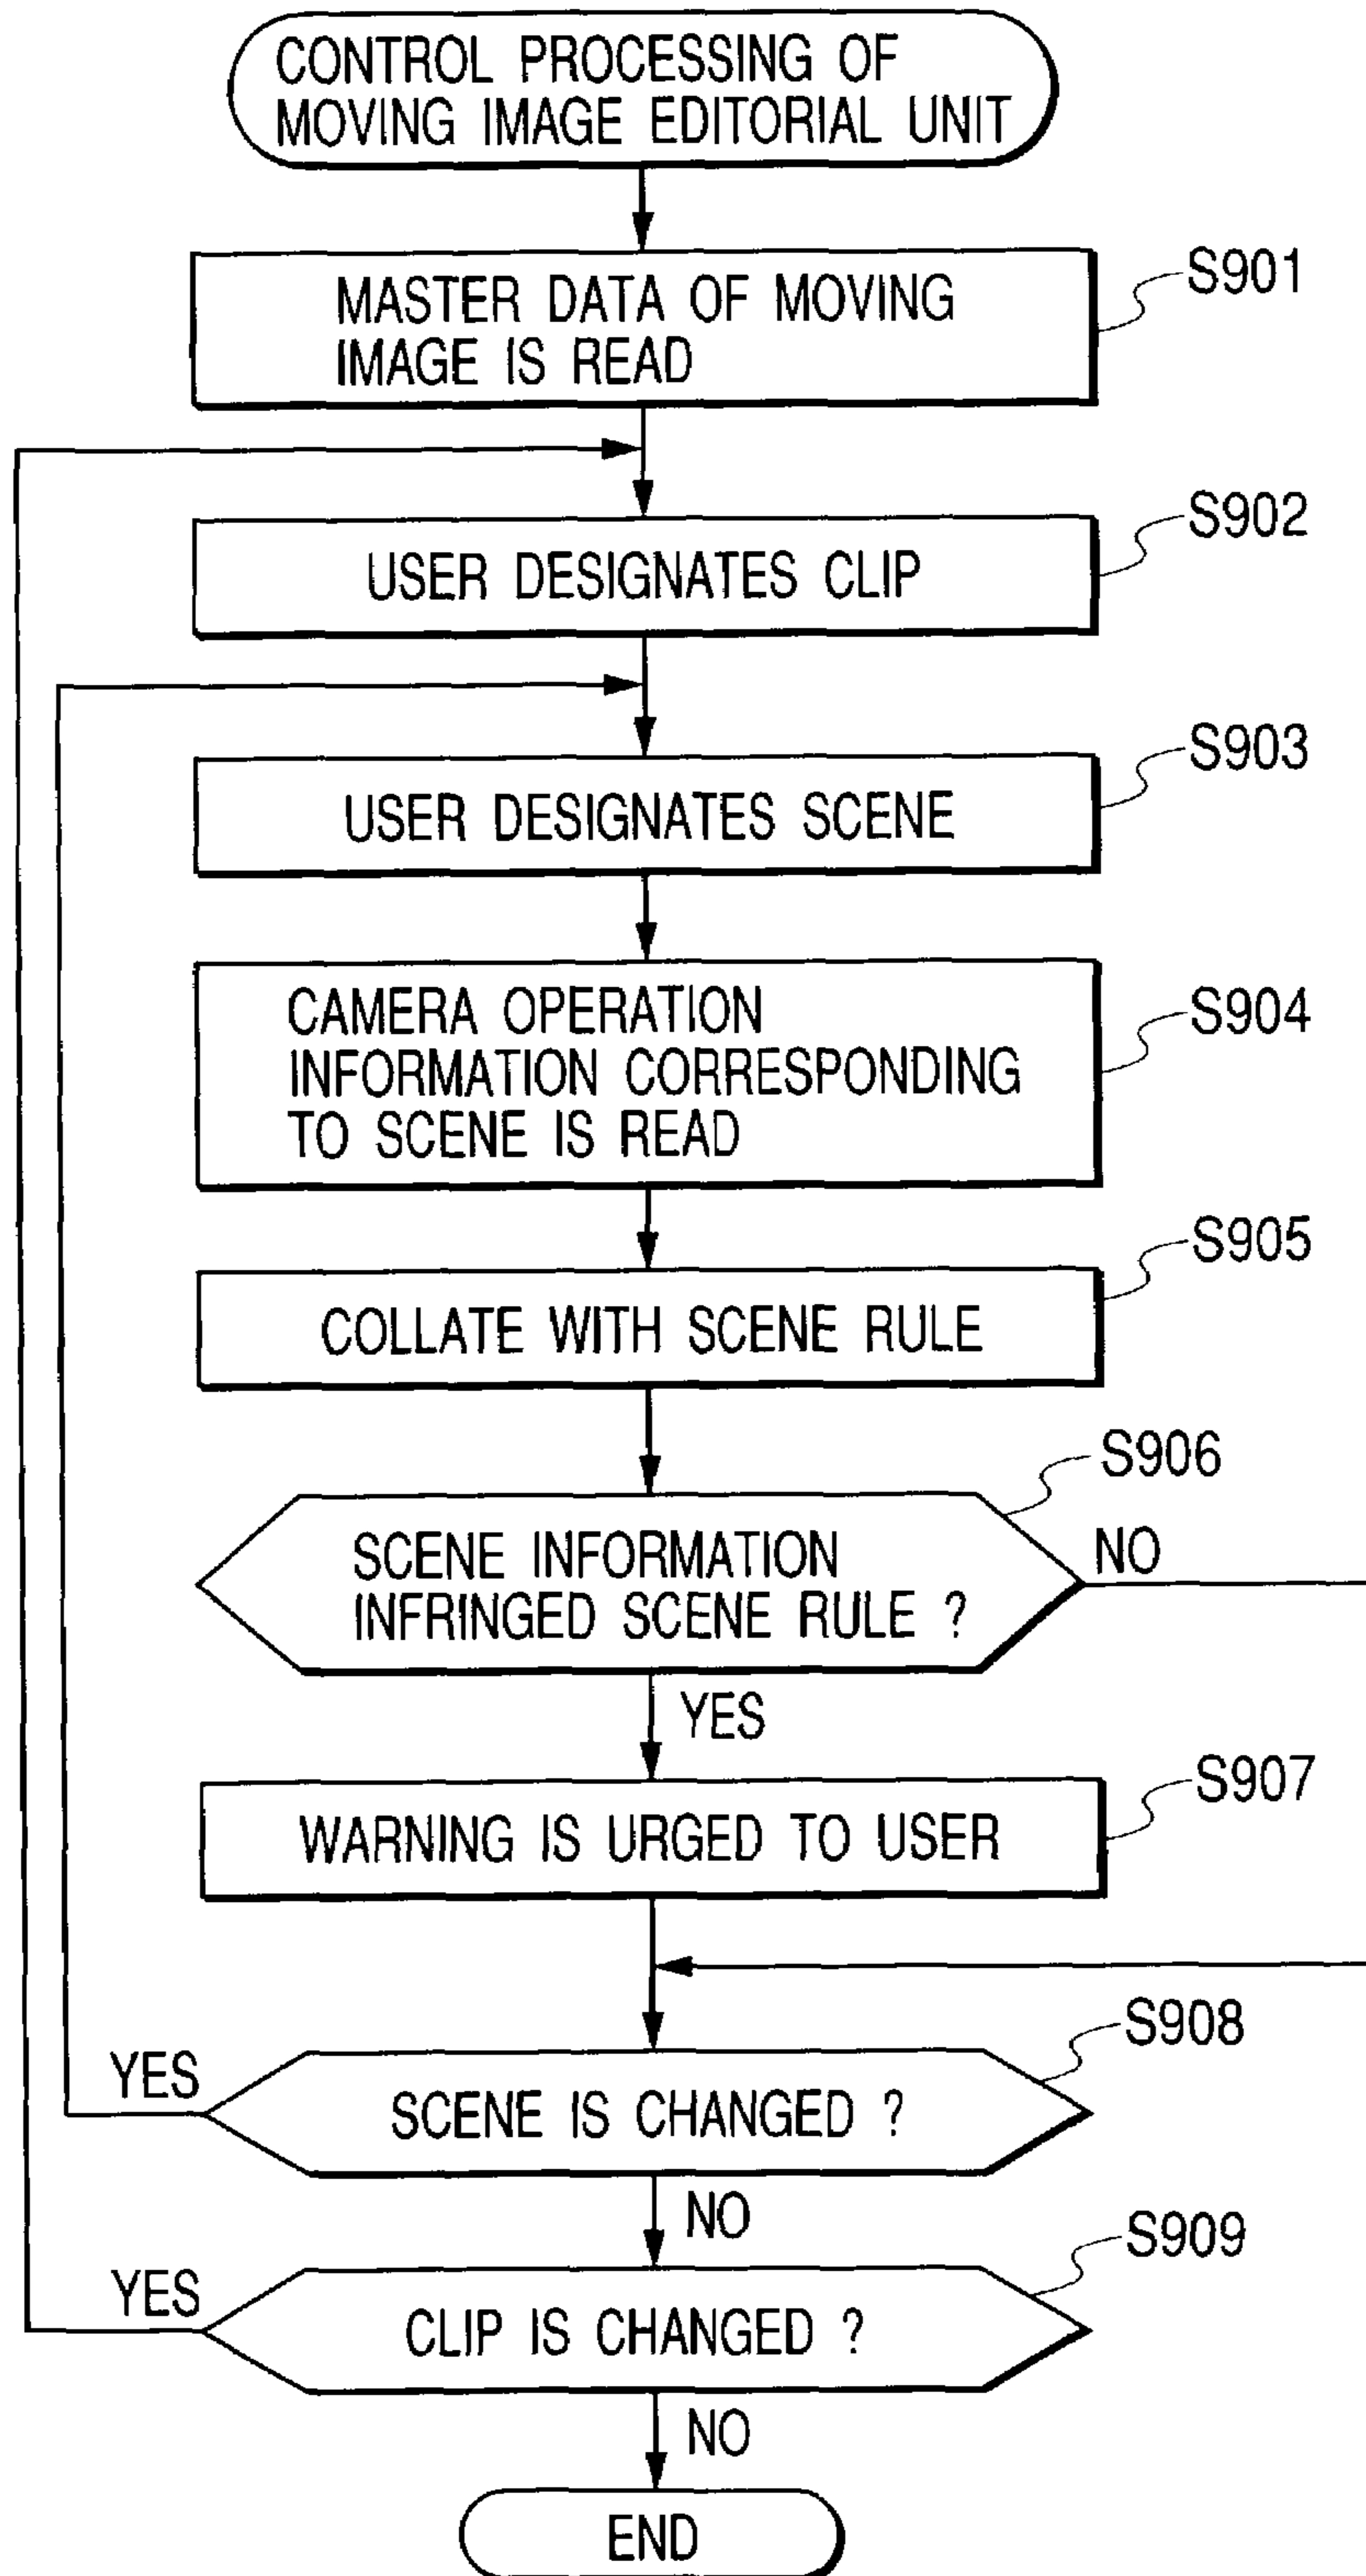 CONTROL PROCESSING OF
MOVING IMAGE EDITORIAL UNIT
MASTER DATA OF MOVING
IMAGE IS READ
S901
USER DESIGNATES CLIP
S902
USER DESIGNATES SCENE
S903
CAMERA OPERATION
INFORMATION CORRESPONDING
TO SCENE IS READ
S904
COLLATE WITH SCENE RULE
S905
SCENE INFORMATION
INFRINGED SCENE RULE ?
S906
NO
YES
WARNING IS URGED TO USER
S907
SCENE IS CHANGED ?
S908
YES
NO
CLIP IS CHANGED ?
S909
YES
NO
END